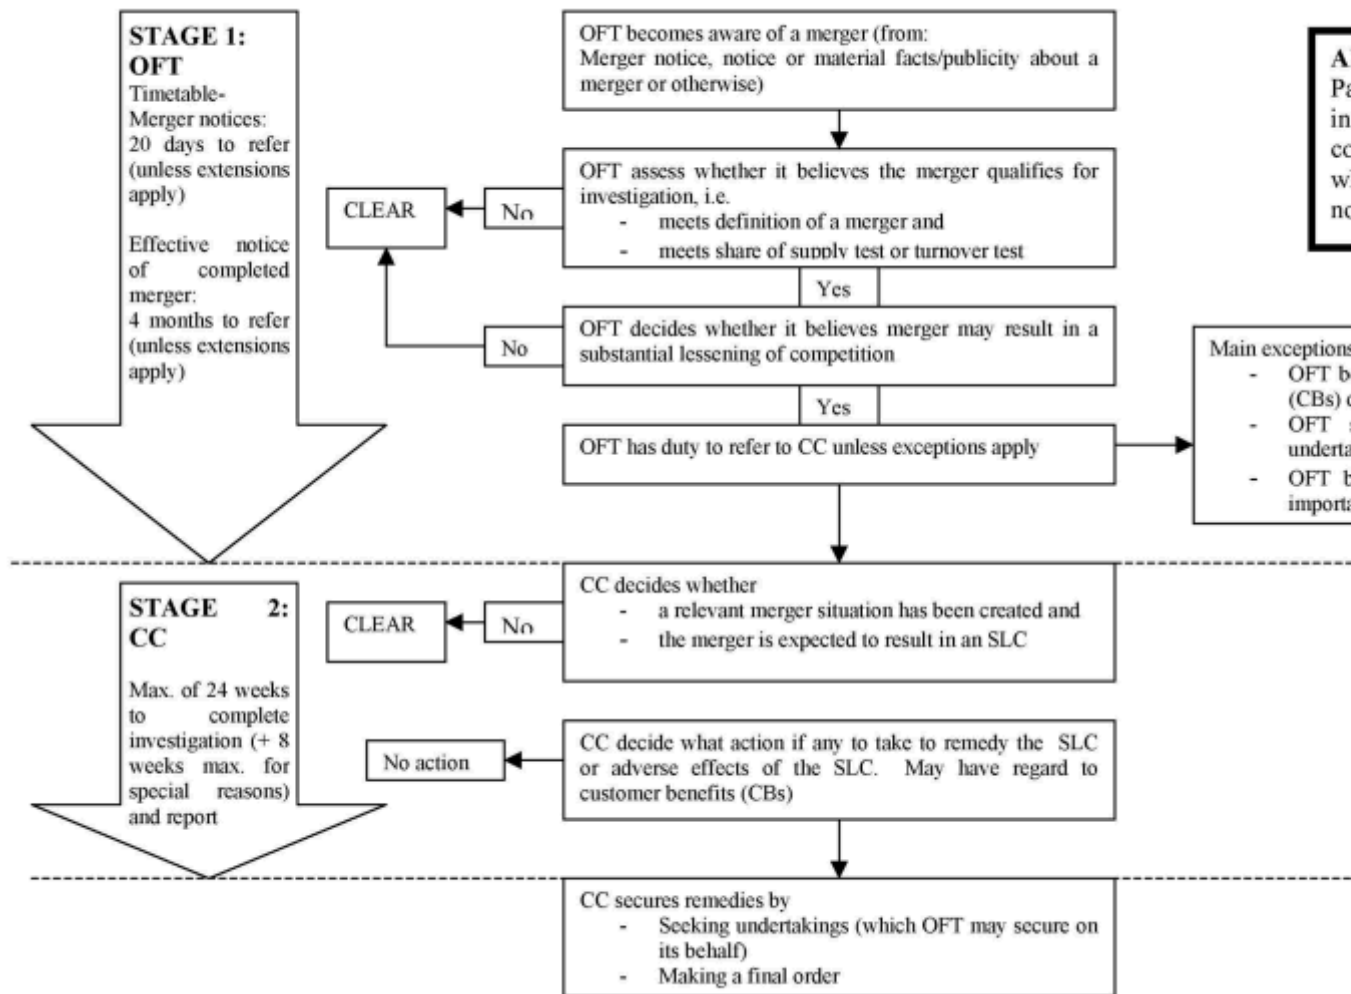 STAGE 1:
OFT
Timetable-
Merger notices:
20 days to refer
(unless extensions
apply)
Effective notice
of completed
merger:
4 months to refer
(unless extensions
apply)
OFT becomes aware of a merger (from:
Merger notice, notice or material facts/publicity about a
merger or otherwise)
OFT assess whether it believes the merger qualifies for
investigation, i.e.
- meets definition of a merger and
- meets share of supply test or turnover test
No
CLEAR
Yes
OFT decides whether it believes merger may result in a
substantial lessening of competition
No
Yes
OFT has duty to refer to CC unless exceptions apply
Main exceptions
- OFT
(CBs)
- OFT
- OFT
STAGE 2:
CC
Max. of 24 weeks
to complete
investigation (+ 8
weeks max. for
special reasons)
and report
CC decides whether
- a relevant merger situation has been created and
- the merger is expected to result in an SLC
No
CLEAR
CC decide what action if any to take to remedy the SLC
or adverse effects of the SLC. May have regard to
customer benefits (CBs)
No action
CC secures remedies by
- Seeking undertakings (which OFT may secure on
its behalf)
- Making a final order